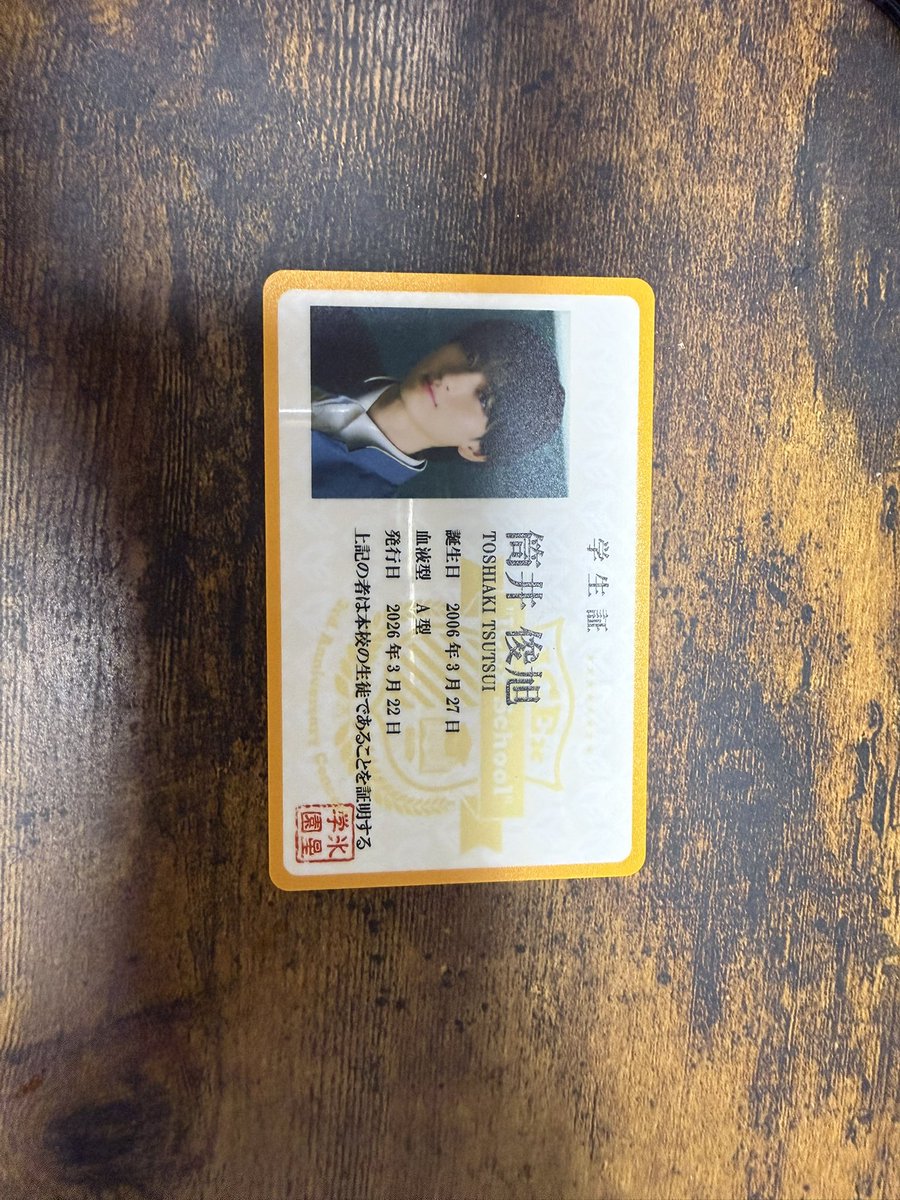 学生証
筒井 俊旭
TOSHIAKI TSUTSUI
誕生日 2006年3月27日
血液型 A型
発行日 2026年3月22日
上記の者は本校の生徒であることを証明する
氷星
学園